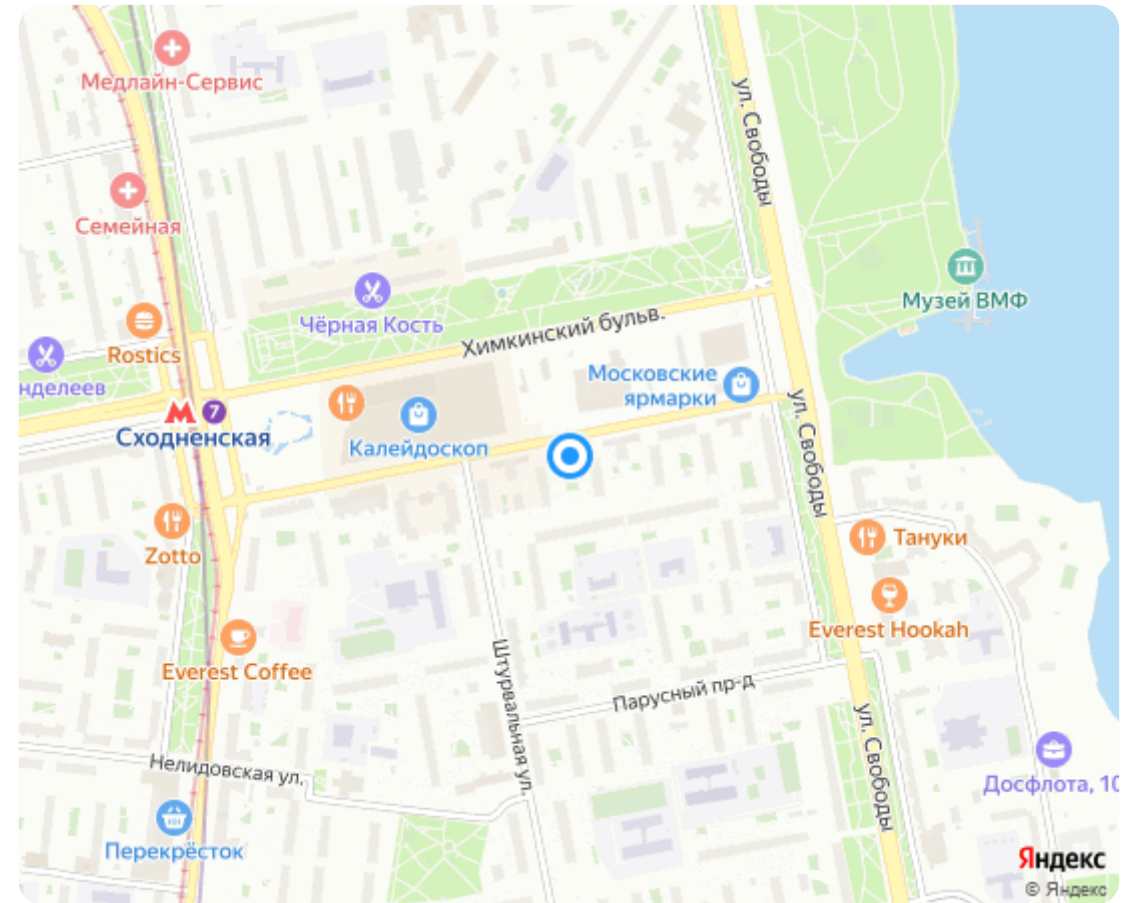 Медлайн-Сервис
ул. Свободы
Семейная
Музей ВМФ
Чёрная Кость
Химкинский бульв.
Rostics
нделеев
Московские
ярмарки
7
Сходненская
Калейдоскоп
ул. Свободы
Zotto
Тануки
Everest Hookah
Everest Coffee
Штурвальная ул.
Парусный пр-д
ул. Свободы
Нелидовская ул.
Досфлота, 10
Перекрёсток
Яндекс
© Яндекс